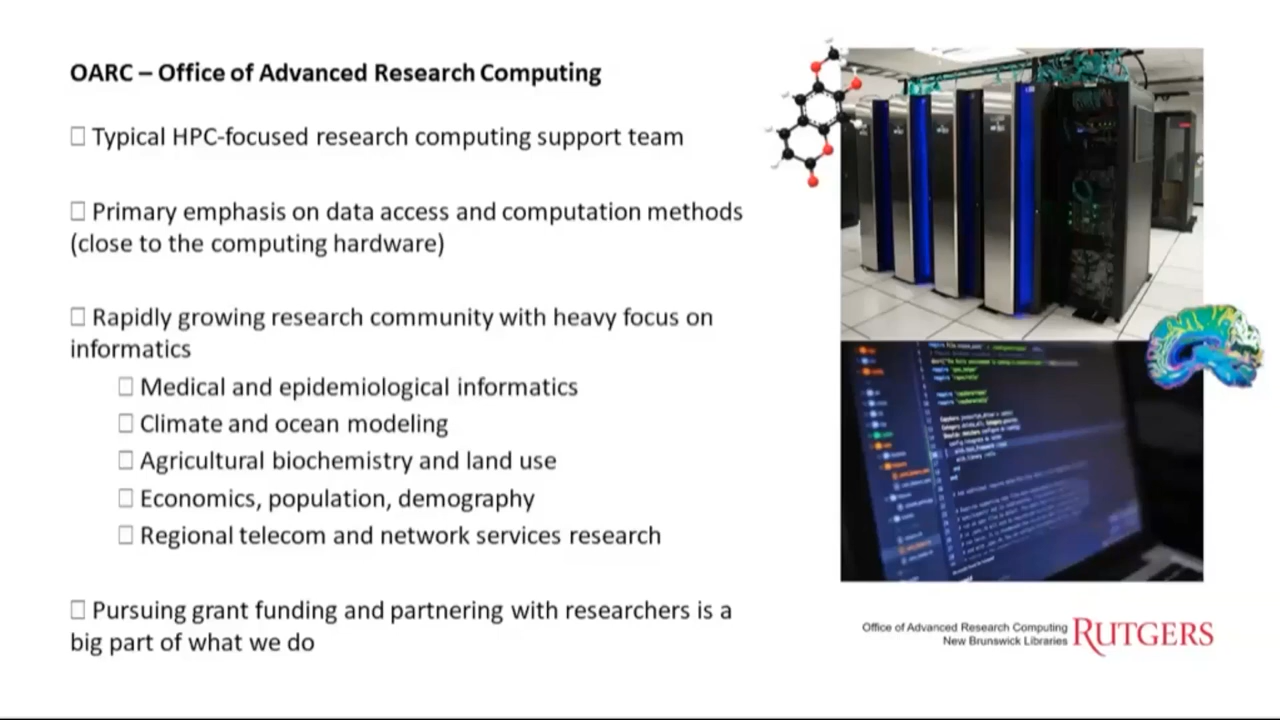 OARC – Office of Advanced Research Computing
□ Typical HPC-focused research computing support team
□ Primary emphasis on data access and computation methods
(close to the computing hardware)
□ Rapidly growing research community with heavy focus on
informatics
□ Medical and epidemiological informatics
□ Climate and ocean modeling
□ Agricultural biochemistry and land use
□ Economics, population, demography
□ Regional telecom and network services research
□ Pursuing grant funding and partnering with researchers is a
big part of what we do
Office of Advanced Research Computing
New Brunswick Libraries
RUTGERS